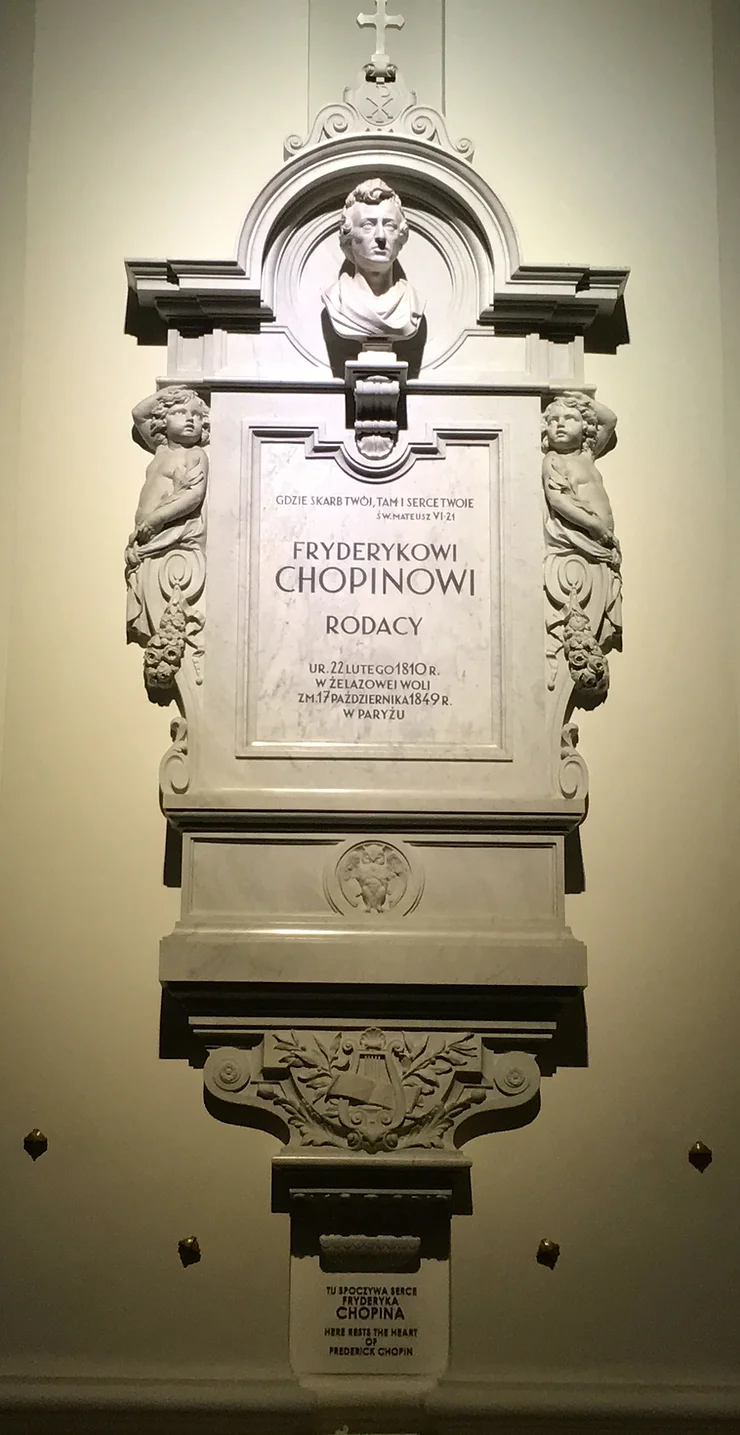 GDZIE SKARB TWÓJ, TAM I SERCE TWOJE
ŚW. MATEUSZ VI·21
FRYDERYKOWI
CHOPINOWI
RODACY
UR. 22 LUTEGO 1810 R.
W ŻELAZOWEJ WOLI
ZM. 17 PAŹDZIERNIKA 1849 R.
W PARYŻU
TU SPOCZYWA SERCE
FRYDERYKA
CHOPINA
HERE RESTS THE HEART
OF
FREDERICK CHOPIN